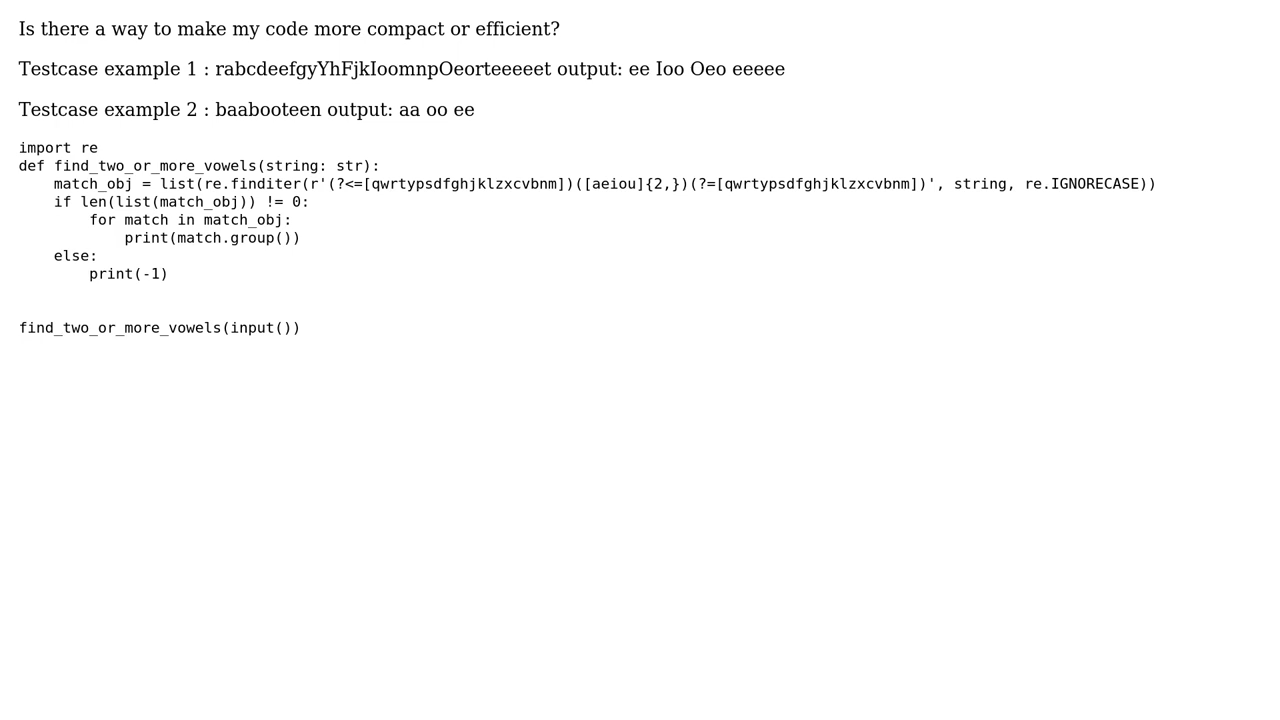 Is there a way to make my code more compact or efficient?
Testcase example 1 : rabcdeefgyYhFjkIoomnpOeorteeeeet output: ee Ioo Oeo eeeee
Testcase example 2 : baabooteen output: aa oo ee
import re
def find_two_or_more_vowels(string: str):
    match_obj = list(re.finditer(r'(?<=[qwrtypsdfghjklzxcvbnm])([aeiou]{2,})(?=[qwrtypsdfghjklzxcvbnm])', string, re.IGNORECASE))
    if len(list(match_obj)) != 0:
        for match in match_obj:
            print(match.group())
    else:
        print(-1)
find_two_or_more_vowels(input())